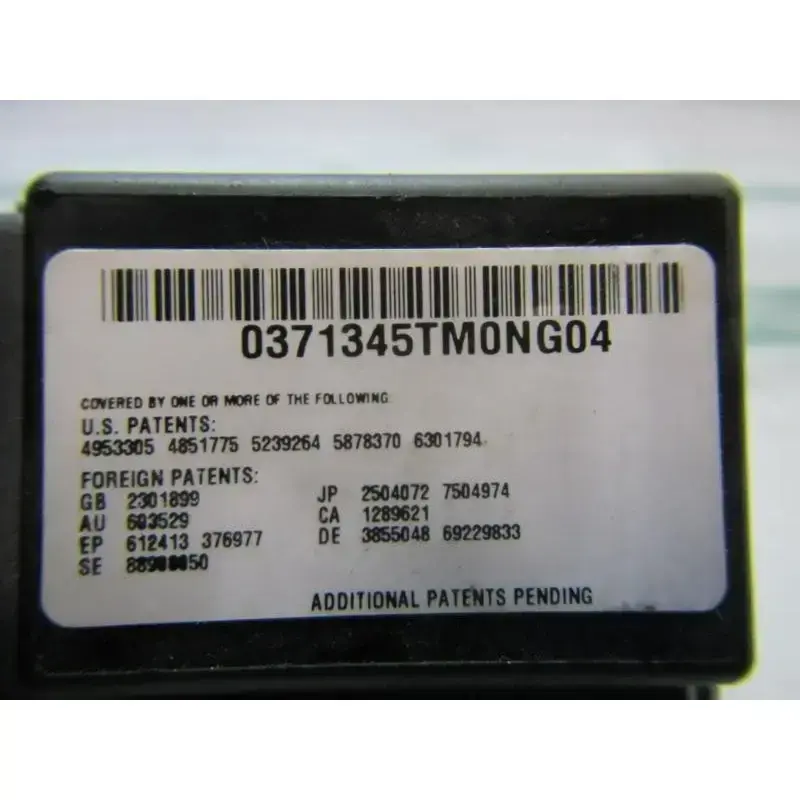 0371345TM0NG04
COVERED BY ONE OR MORE OF THE FOLLOWING
U.S. PATENTS:
4953305 4851775 5239264 5878370 6301794
FOREIGN PATENTS:
GB 2301899 JP 2504072 7504974
AU 603529 CA 1289621
EP 612413 376977 DE 3855048 69229833
SE
ADDITIONAL PATENTS PENDING